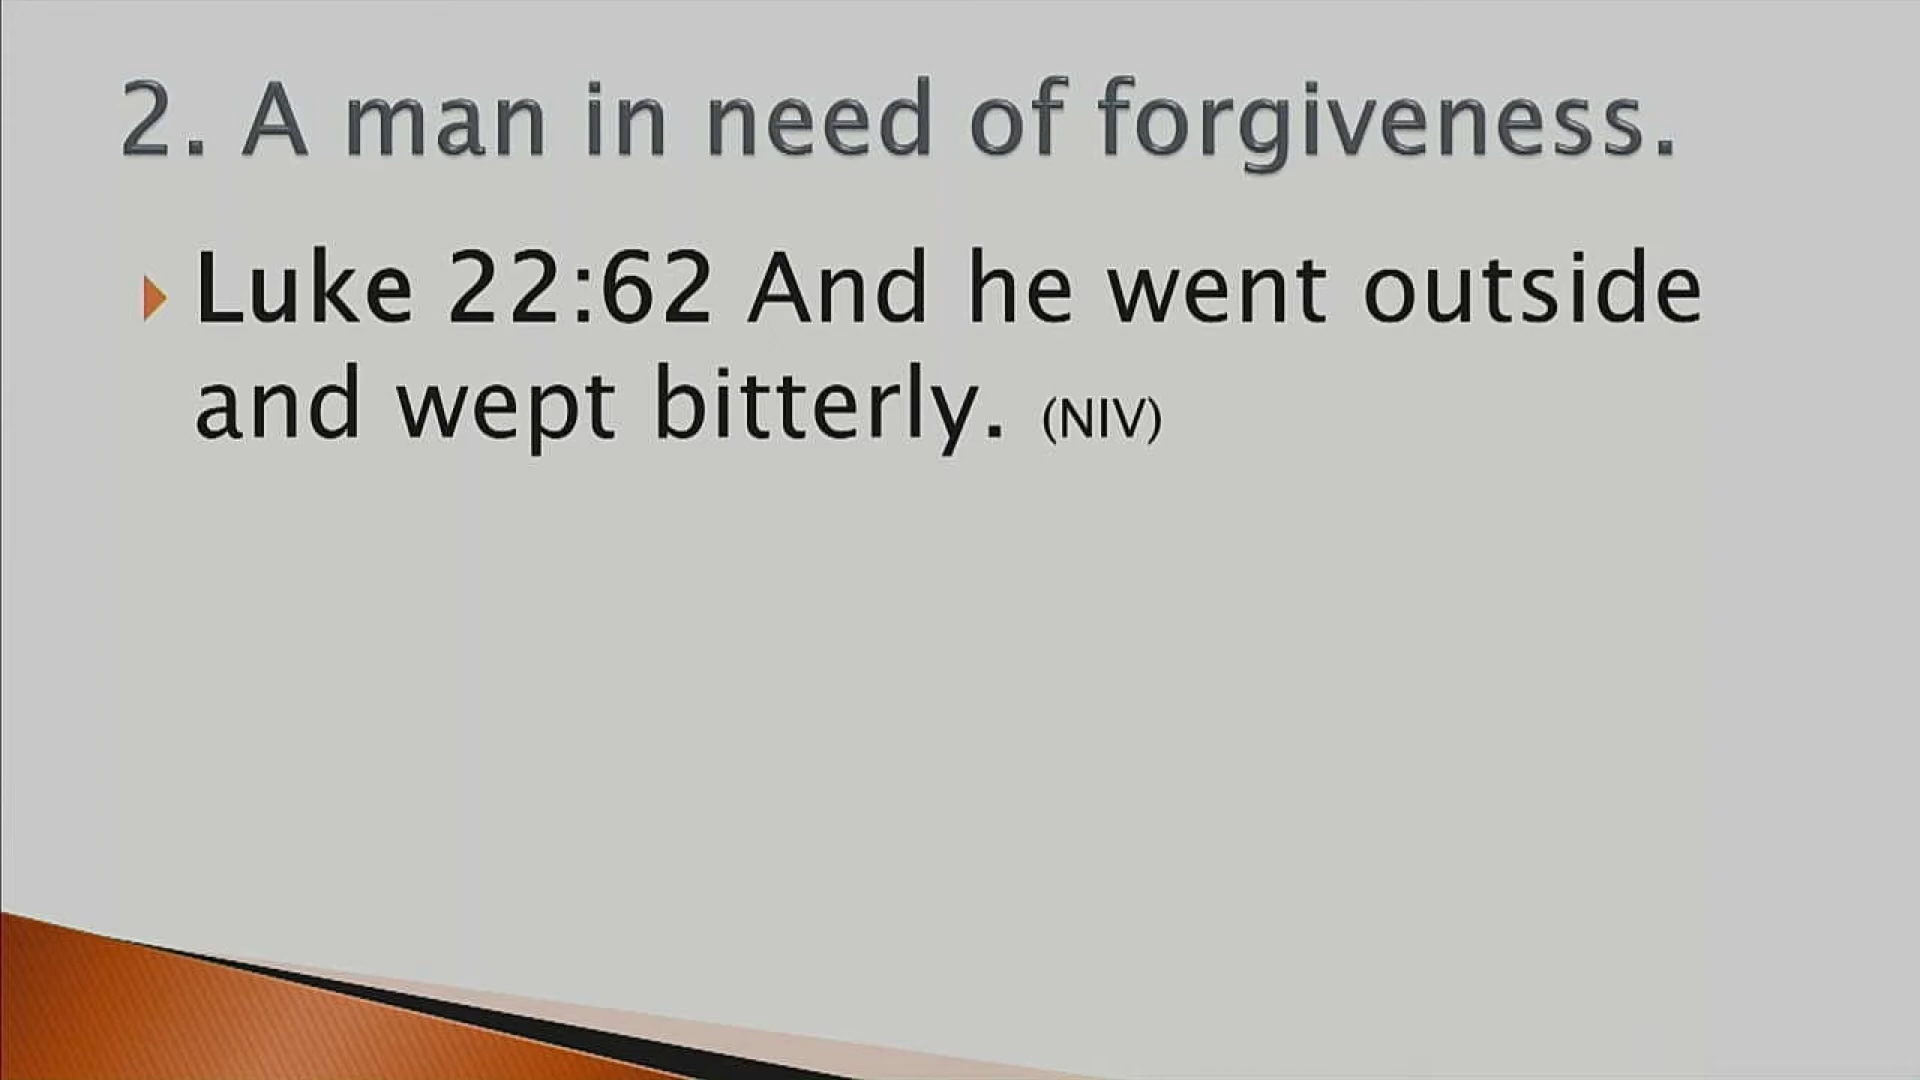 2. A man in need of forgiveness.
Luke 22:62 And he went outside
and wept bitterly. (NIV)